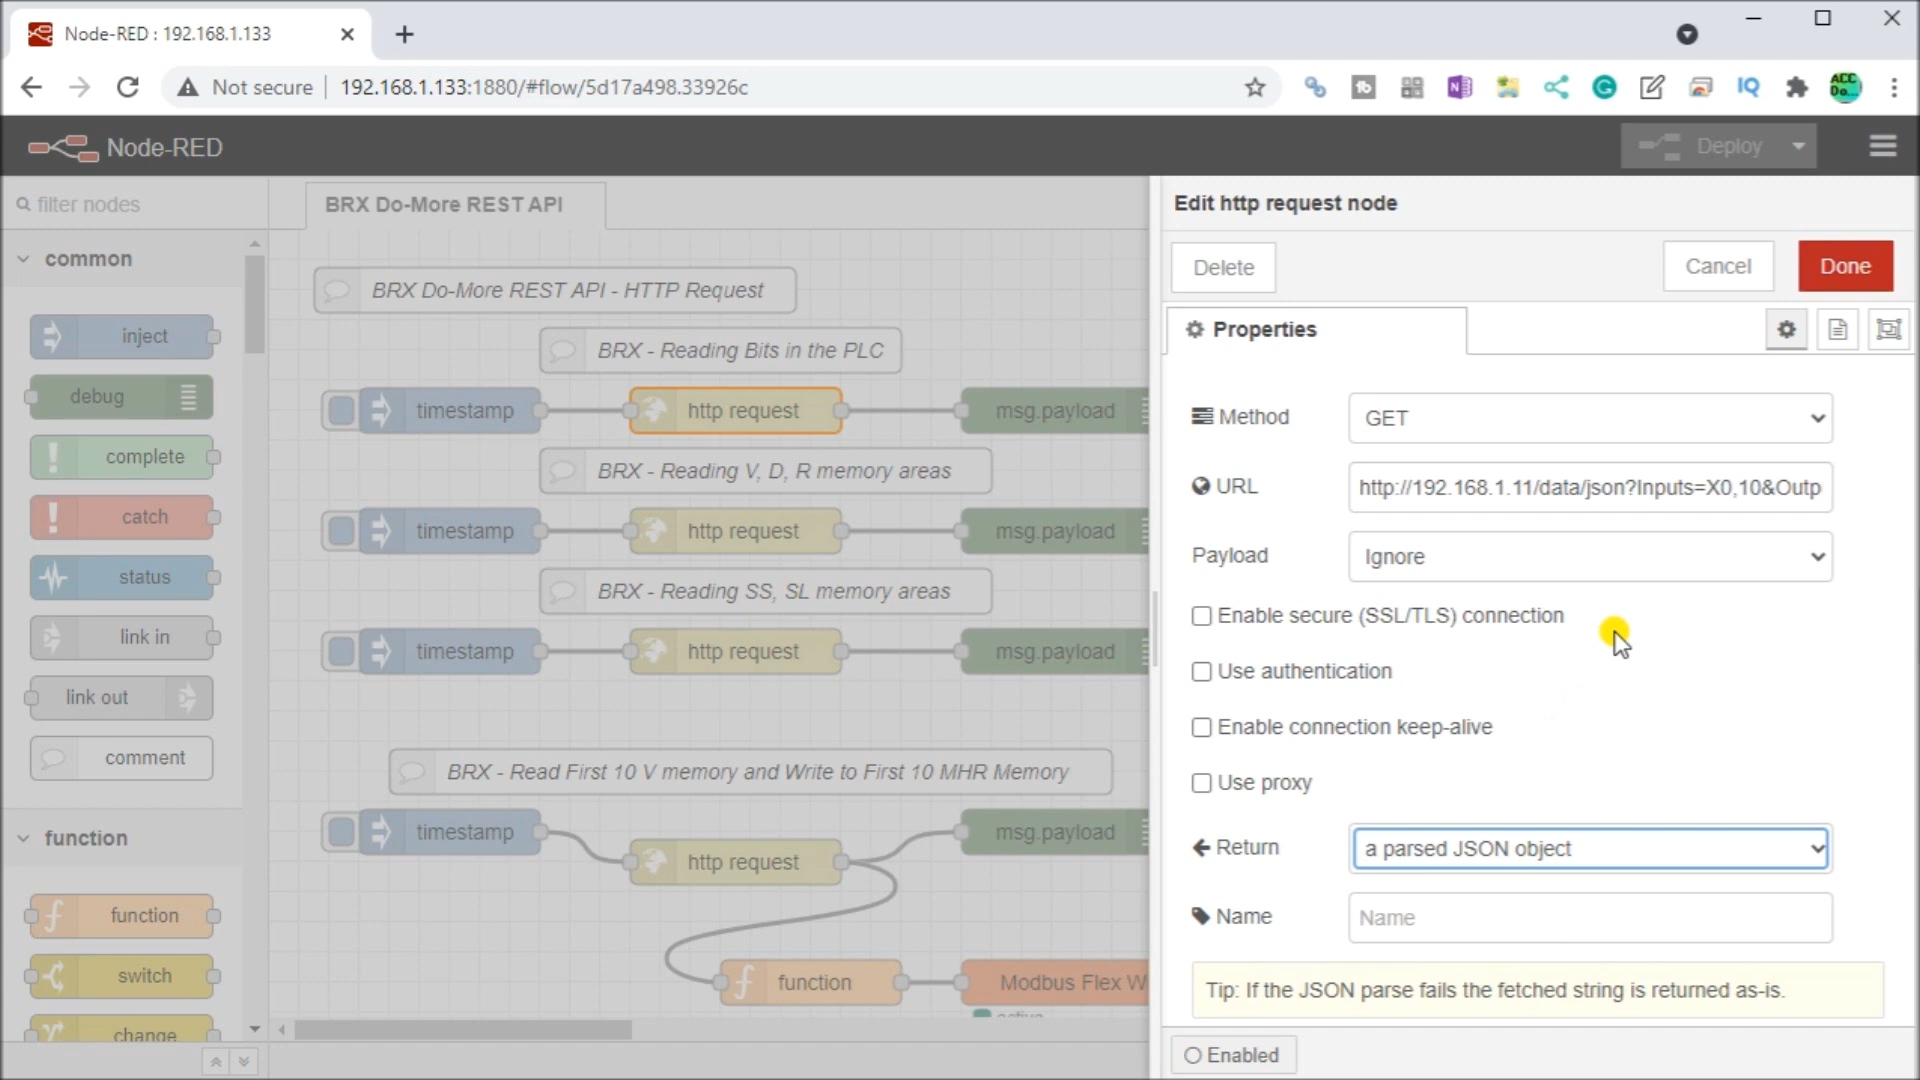 Node-RED : 192.168.1.133
Not secure
192.168.1.133:1880/#flow/5d17a498.33926c
tb
N
IQ
ACC
Do...
Node-RED
Deploy
filter nodes
common
inject
debug
complete
catch
status
link in
link out
comment
function
function
switch
change
BRX Do-More REST API
BRX Do-More REST API - HTTP Request
BRX - Reading Bits in the PLC
timestamp
http request
msg.payload
BRX - Reading V, D, R memory areas
timestamp
http request
msg.payload
BRX - Reading SS, SL memory areas
timestamp
http request
msg.payload
BRX - Read First 10 V memory and Write to First 10 MHR Memory
timestamp
http request
msg.payload
function
Modbus Flex W
active
Edit http request node
Delete
Cancel
Done
Properties
Method
GET
URL
http://192.168.1.11/data/json?Inputs=X0,10&Outp
Payload
Ignore
Enable secure (SSL/TLS) connection
Use authentication
Enable connection keep-alive
Use proxy
Return
a parsed JSON object
Name
Name
Tip: If the JSON parse fails the fetched string is returned as-is.
Enabled